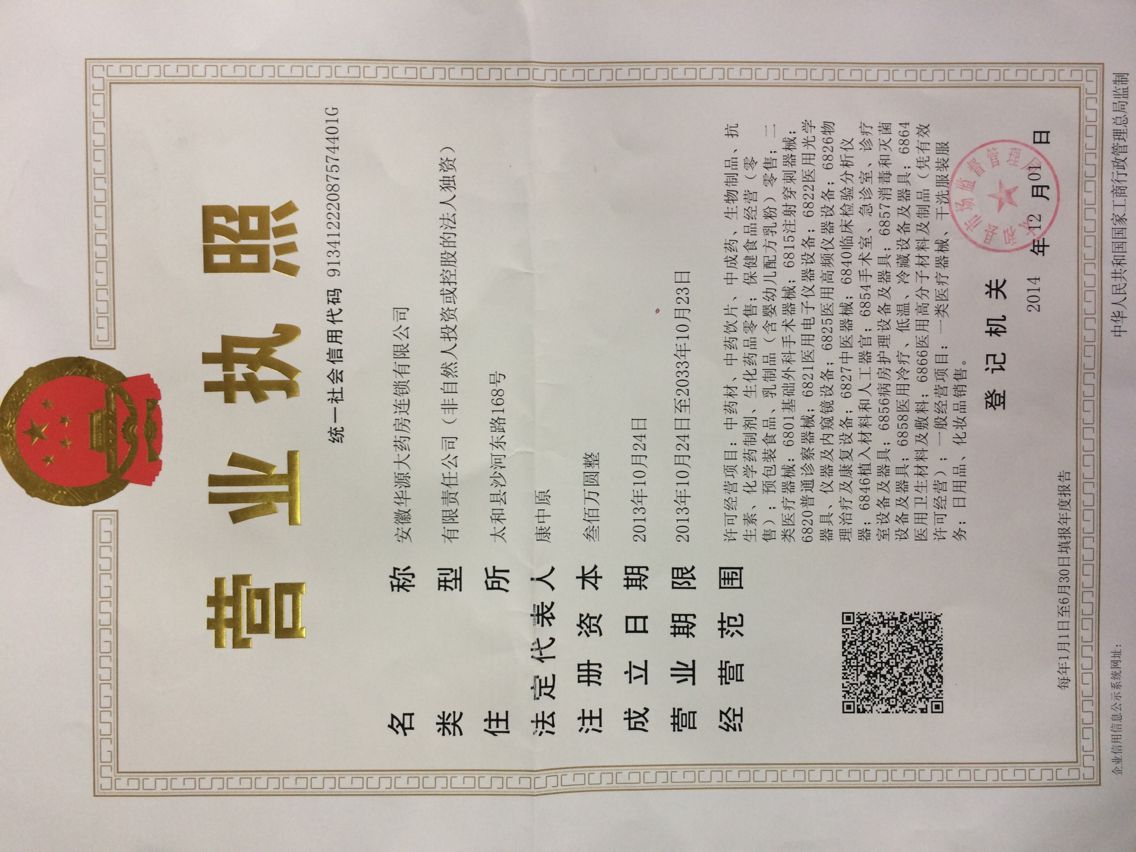 营业执照
统一社会信用代码 91341222087574401G
名称 安徽华源大药房连锁有限公司
类型 有限责任公司（非自然人投资或控股的法人独资）
住所 太和县沙河东路168号
法定代表人 康中原
注册资本 叁佰万圆整
成立日期 2013年10月24日
营业期限 2013年10月24日至2033年10月23日
经营范围 许可经营项目：中药材、中药饮片、中成药、生物制品、抗
生素、化学药制剂、生化药品零售；保健食品经营（零
售）；预包装食品、乳制品（含婴幼儿配方乳粉）零售；二
类医疗器械：6801基础外科手术器械；6815注射穿刺器械；
6820普通诊察器械；6821医用电子仪器设备；6822医用光学
器具、仪器及内窥镜设备；6825医用高频仪器设备；6826物
理治疗及康复设备；6827中医器械；6840临床检验分析仪
器；6846植入材料和人工器官；6854手术室、急诊室、诊疗
室设备及器具；6856病房护理设备及器具；6857消毒和灭菌
设备及器具；6858医用冷疗、低温、冷藏设备及器具；6864
医用卫生材料及敷料；6866医用高分子材料及制品（凭有效
许可经营）；一般经营项目：一类医疗器械、干洗服装服
务；日用品、化妆品销售。
登记机关
太和县市场监督管理局
2014年12月01日
每年1月1日至6月30日填报年度报告
企业信用信息公示系统网址：
中华人民共和国国家工商行政管理总局监制